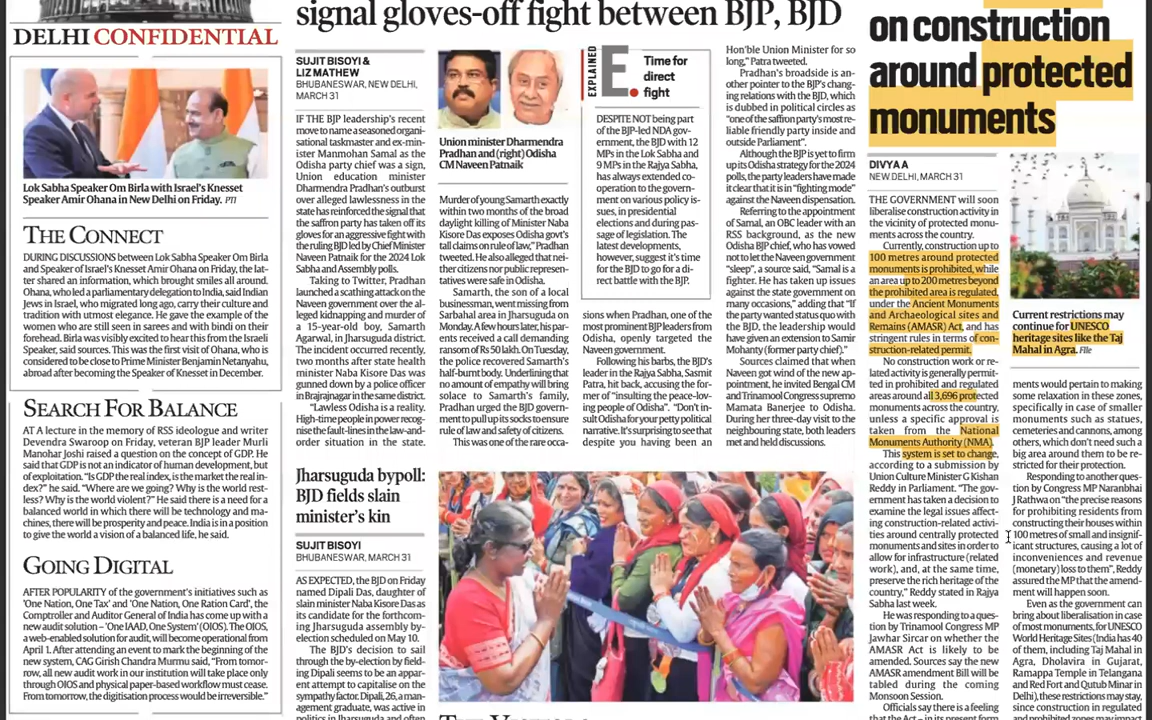 DELHI CONFIDENTIAL
Lok Sabha Speaker Om Birla with Israel's Knesset
Speaker Amir Ohana in New Delhi on Friday. PTI
THE CONNECT
DURING DISCUSSIONS between Lok Sabha Speaker Om Birla
and Speaker of Israel's Knesset Amir Ohana on Friday, the lat-
ter shared an information, which brought smiles all around.
Ohana, who led a parliamentary delegation to India, said Indian
Jews in Israel, who migrated long ago, carry their culture and
tradition with utmost elegance. He gave the example of the
women who are still seen in sarees and with bindi on their
forehead. Birla was visibly excited to hear this from the Israeli
Speaker, said sources. This was the first visit of Ohana, who is
considered to be close to Prime Minister Benjamin Netanyahu,
abroad after becoming the Speaker of Knesset in December.
SEARCH FOR BALANCE
AT A lecture in the memory of RSS ideologue and writer
Devendra Swaroop on Friday, veteran BJP leader Murli
Manohar Joshi raised a question on the concept of GDP. He
said that GDP is not an indicator of human development, but
of exploitation. "Is GDP the real index, is the market the real in-
dex?" he said. "Where are we going? Why is the world rest-
less? Why is the world violent?" He said there is a need for a
balanced world in which there will be technology and ma-
chines, there will be prosperity and peace. India is in a position
to give the world a vision of a balanced life, he said.
GOING DIGITAL
AFTER POPULARITY of the government's initiatives such as
'One Nation, One Tax' and 'One Nation, One Ration Card', the
Comptroller and Auditor General of India has come up with a
new audit solution – 'One IAAD, One System' (OIOS). The OIOS,
a web-enabled solution for audit, will become operational from
April 1. After attending an event to mark the beginning of the
new system, CAG Girish Chandra Murmu said, "From tomor-
row, all new audit work in our institution will take place only
through OIOS and physical paper-based workflow must cease.
From tomorrow, the digitisation process would be irreversible."
signal gloves-off fight between BJP, BJD
SUJIT BISOYI &
LIZ MATHEW
BHUBANESWAR, NEW DELHI,
MARCH 31
IF THE BJP leadership's recent
move to name a seasoned organi-
sational taskmaster and ex-min-
ister Manmohan Samal as the
Odisha party chief was a sign,
Union education minister
Dharmendra Pradhan's outburst
over alleged lawlessness in the
state has reinforced the signal that
the saffron party has taken off its
gloves for an aggressive fight with
the ruling BJD led by Chief Minister
Naveen Patnaik for the 2024 Lok
Sabha and Assembly polls.
Taking to Twitter, Pradhan
launched a scathing attack on the
Naveen government over the al-
leged kidnapping and murder of
a 15-year-old boy, Samarth
Agarwal, in Jharsuguda district.
The incident occurred recently,
two months after state health
minister Naba Kisore Das was
gunned down by a police officer
in Brajrajnagar in the same district.
"Lawless Odisha is a reality.
High-time people in power recog-
nise the fault-lines in the law-and-
order situation in the state.
Union minister Dharmendra
Pradhan and (right) Odisha
CM Naveen Patnaik
Murder of young Samarth exactly
within two months of the broad
daylight killing of Minister Naba
Kisore Das exposes Odisha govt's
tall claims on rule of law," Pradhan
tweeted. He also alleged that nei-
ther citizens nor public represen-
tatives were safe in Odisha.
Samarth, the son of a local
businessman, went missing from
Sarbahal area in Jharsuguda on
Monday. A few hours later, his par-
ents received a call demanding
ransom of Rs 50 lakh. On Tuesday,
the police recovered Samarth's
half-burnt body. Underlining that
no amount of empathy will bring
solace to Samarth's family,
Pradhan urged the BJD govern-
ment to pull up its socks to ensure
rule of law and safety of citizens.
This was one of the rare occa-
EXPLAINED
E.
Time for
direct
fight
DESPITE NOT being part
of the BJP-led NDA gov-
ernment, the BJD with 12
MPs in the Lok Sabha and
9 MPs in the Rajya Sabha,
has always extended co-
operation to the govern-
ment on various policy is-
sues, in presidential
elections and during pas-
sage of legislation. The
latest developments,
however, suggest it's time
for the BJD to go for a di-
rect battle with the BJP.
sions when Pradhan, one of the
most prominent BJP leaders from
Odisha, openly targeted the
Naveen government.
Following his barbs, the BJD's
leader in the Rajya Sabha, Sasmit
Patra, hit back, accusing the for-
mer of "insulting the peace-lov-
ing people of Odisha". "Don't in-
sult Odisha for your petty political
narrative. It's surprising to see that
despite you having been an
Hon'ble Union Minister for so
long," Patra tweeted.
Pradhan's broadside is an-
other pointer to the BJP's chang-
ing relations with the BJD, which
is dubbed in political circles as
"one of the saffron party's most re-
liable friendly party inside and
outside Parliament".
Although the BJP is yet to firm
up its Odisha strategy for the 2024
polls, the party leaders have made
it clear that it is in "fighting mode"
against the Naveen dispensation.
Referring to the appointment
of Samal, an OBC leader with an
RSS background, as the new
Odisha BJP chief, who has vowed
not to let the Naveen government
"sleep", a source said, "Samal is a
fighter. He has taken up issues
against the state government on
many occasions," adding that "If
the party wanted status quo with
the BJD, the leadership would
have given an extension to Samir
Mohanty (former party chief)."
Sources claimed that when
Naveen got wind of the new ap-
pointment, he invited Bengal CM
and Trinamool Congress supremo
Mamata Banerjee to Odisha.
During her three-day visit to the
neighbouring state, both leaders
met and held discussions.
Jharsuguda bypoll:
BJD fields slain
minister's kin
SUJIT BISOYI
BHUBANESWAR, MARCH 31
AS EXPECTED, the BJD on Friday
named Dipali Das, daughter of
slain minister Naba Kisore Das as
its candidate for the forthcom-
ing Jharsuguda assembly by-
election scheduled on May 10.
The BJD's decision to sail
through the by-election by field-
ing Dipali seems to be an appar-
ent attempt to capitalise on the
sympathy factor. Dipali, 26, a man-
agement graduate, was active in
politics in Jharsuguda and often
on construction
around protected
monuments
DIVYA A
NEW DELHI, MARCH 31
THE GOVERNMENT will soon
liberalise construction activity in
the vicinity of protected monu-
ments across the country.
Currently, construction up to
100 metres around protected
monuments is prohibited, while
an area up to 200 metres beyond
the prohibited area is regulated,
under the Ancient Monuments
and Archaeological sites and
Remains (AMASR) Act, and has
stringent rules in terms of con-
struction-related permit.
No construction work or re-
lated activity is generally permit-
ted in prohibited and regulated
areas around all 3,696 protected
monuments across the country,
unless a specific approval is
taken from the National
Monuments Authority (NMA).
This system is set to change,
according to a submission by
Union Culture Minister G Kishan
Reddy in Parliament. "The gov-
ernment has taken a decision to
examine the legal issues affect-
ing construction-related activi-
ties around centrally protected
monuments and sites in order to
allow for infrastructure (related
work), and, at the same time,
preserve the rich heritage of the
country," Reddy stated in Rajya
Sabha last week.
He was responding to a ques-
tion by Trinamool Congress MP
Jawhar Sircar on whether the
AMASR Act is likely to be
amended. Sources say the new
AMASR amendment Bill will be
tabled during the coming
Monsoon Session.
Officials say there is a feeling
that the Act – in its present form
Current restrictions may
continue for UNESCO
heritage sites like the Taj
Mahal in Agra. File
ments would pertain to making
some relaxation in these zones,
specifically in case of smaller
monuments such as statues,
cemeteries and cannons, among
others, which don't need such a
big area around them to be re-
stricted for their protection.
Responding to another ques-
tion by Congress MP Naranbhai
J Rathwa on "the precise reasons
for prohibiting residents from
constructing their houses within
100 metres of small and insignif-
icant structures, causing a lot of
inconveniences and revenue
(monetary) loss to them", Reddy
assured the MP that the amend-
ment will happen soon.
Even as the government can
bring about liberalisation in case
of most monuments, for UNESCO
World Heritage Sites (India has 40
of them, including Taj Mahal in
Agra, Dholavira in Gujarat,
Ramappa Temple in Telangana
and Red Fort and Qutub Minar in
Delhi), these restrictions may stay,
since construction in regulated
and prohibited zones may impact